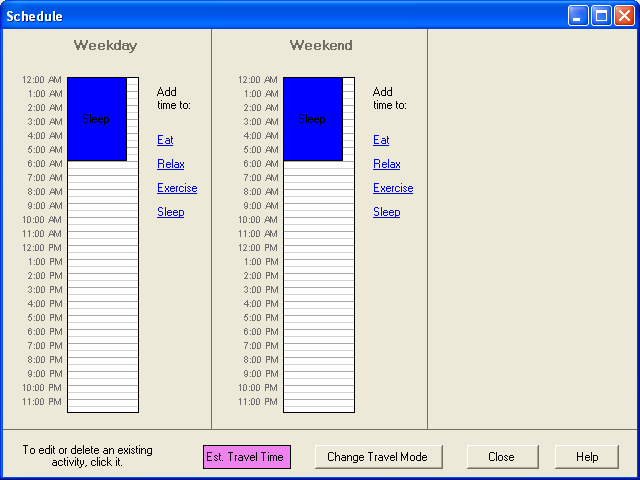 Schedule
Weekday
12:00 AM
1:00 AM
2:00 AM
3:00 AM
4:00 AM
5:00 AM
6:00 AM
7:00 AM
8:00 AM
9:00 AM
10:00 AM
11:00 AM
12:00 PM
1:00 PM
2:00 PM
3:00 PM
4:00 PM
5:00 PM
6:00 PM
7:00 PM
8:00 PM
9:00 PM
10:00 PM
11:00 PM
Sleep
Add
time to:
Eat
Relax
Exercise
Sleep
Weekend
12:00 AM
1:00 AM
2:00 AM
3:00 AM
4:00 AM
5:00 AM
6:00 AM
7:00 AM
8:00 AM
9:00 AM
10:00 AM
11:00 AM
12:00 PM
1:00 PM
2:00 PM
3:00 PM
4:00 PM
5:00 PM
6:00 PM
7:00 PM
8:00 PM
9:00 PM
10:00 PM
11:00 PM
Sleep
Add
time to:
Eat
Relax
Exercise
Sleep
To edit or delete an existing
activity, click it.
Est. Travel Time
Change Travel Mode
Close
Help